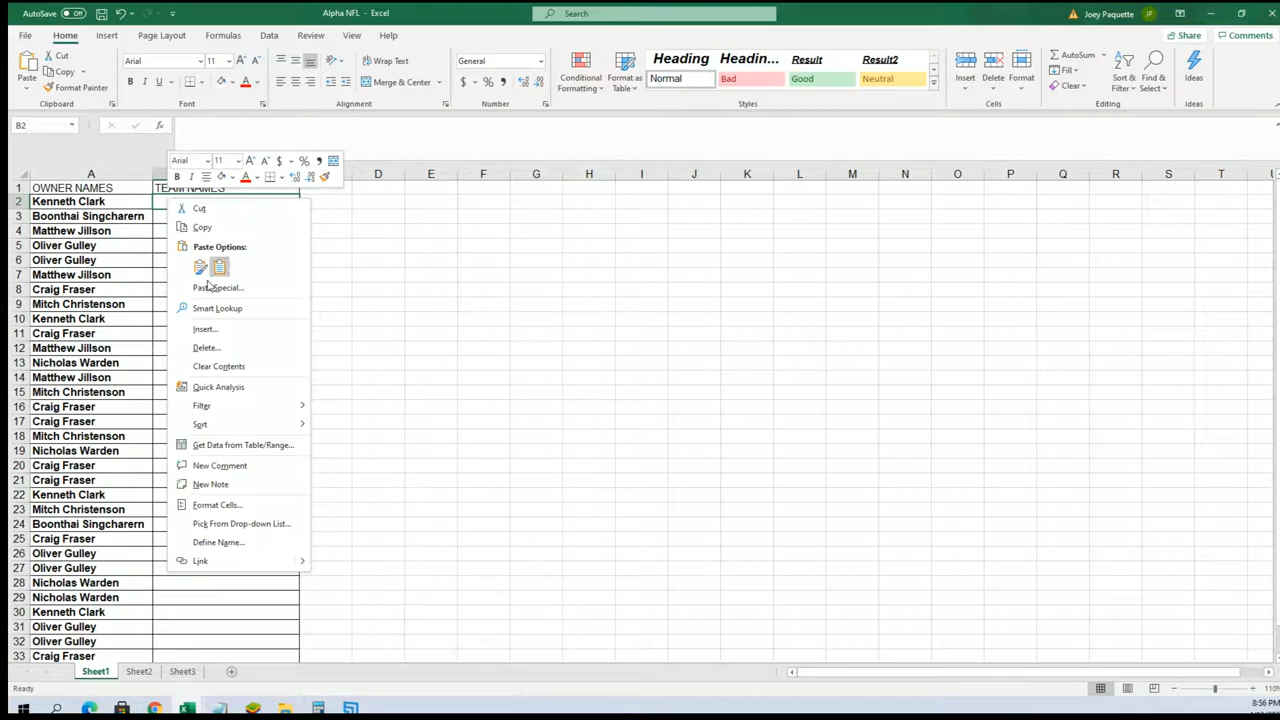 AutoSave Off Alpha NFL - Excel Search Joey Paquette JP
File Home Insert Page Layout Formulas Data Review View Help Share Comments
Cut Copy Format Painter Paste Clipboard
Arial 11 B I U A Font
Wrap Text Merge & Center Alignment
General $ % Number
Conditional Formatting Format as Table
Heading Headin... Result Result2
Normal Bad Good Neutral Styles
Insert Delete Format Cells
AutoSum Fill Clear Sort & Filter Find & Select Editing
Ideas Ideas
B2 fx
Arial 11 A A $ %
B I A
A D E F G H I J K L M N O P Q R S T
1 OWNER NAMES TEAM NAMES
2 Kenneth Clark
3 Boonthai Singcharern
4 Matthew Jillson
5 Oliver Gulley
6 Oliver Gulley
7 Matthew Jillson
8 Craig Fraser
9 Mitch Christenson
10 Kenneth Clark
11 Craig Fraser
12 Matthew Jillson
13 Nicholas Warden
14 Matthew Jillson
15 Mitch Christenson
16 Craig Fraser
17 Craig Fraser
18 Mitch Christenson
19 Nicholas Warden
20 Craig Fraser
21 Craig Fraser
22 Kenneth Clark
23 Mitch Christenson
24 Boonthai Singcharern
25 Craig Fraser
26 Oliver Gulley
27 Oliver Gulley
28 Nicholas Warden
29 Nicholas Warden
30 Kenneth Clark
31 Oliver Gulley
32 Oliver Gulley
33 Craig Fraser
Cut
Copy
Paste Options:
Paste Special...
Smart Lookup
Insert...
Delete...
Clear Contents
Quick Analysis
Filter
Sort
Get Data from Table/Range...
New Comment
New Note
Format Cells...
Pick From Drop-down List...
Define Name...
Link
Sheet1 Sheet2 Sheet3
Ready 110%
8:56 PM